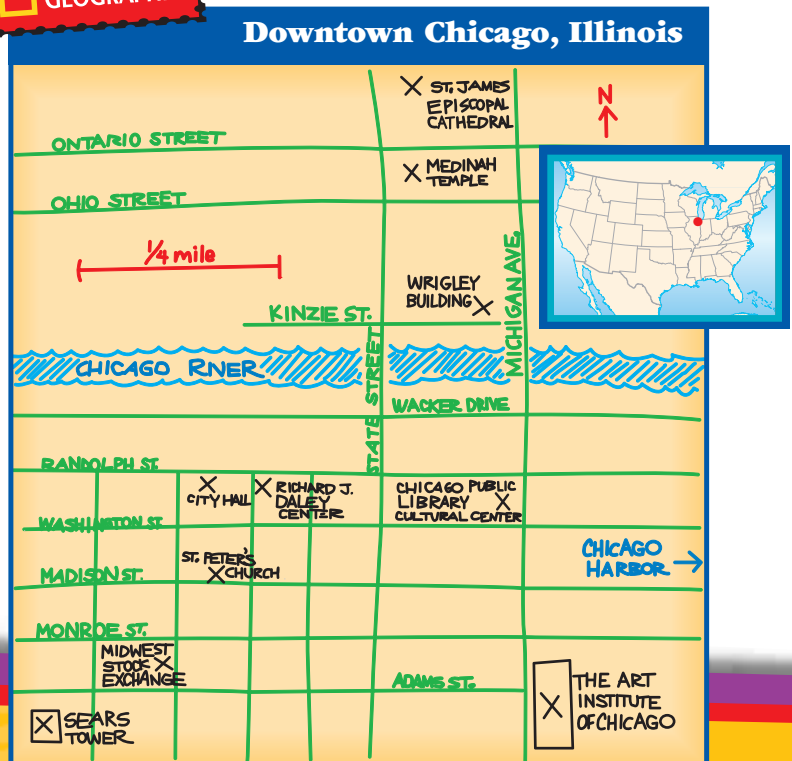 GEOGRAPHIC
Downtown Chicago, Illinois
ST. JAMES
EPISCOPAL
CATHEDRAL
N
ONTARIO STREET
MEDINAH
TEMPLE
OHIO STREET
1/4 mile
MICHIGAN AVE.
WRIGLEY
BUILDING
KINZIE ST.
CHICAGO RIVER
STATE STREET
WACKER DRIVE
RANDOLPH ST.
CITY HALL
RICHARD J.
DALEY
CENTER
CHICAGO PUBLIC
LIBRARY
CULTURAL CENTER
WASHINGTON ST.
ST. PETER'S
CHURCH
CHICAGO
HARBOR
MADISON ST.
MONROE ST.
MIDWEST
STOCK
EXCHANGE
ADAMS ST.
THE ART
INSTITUTE
OF CHICAGO
SEARS
TOWER